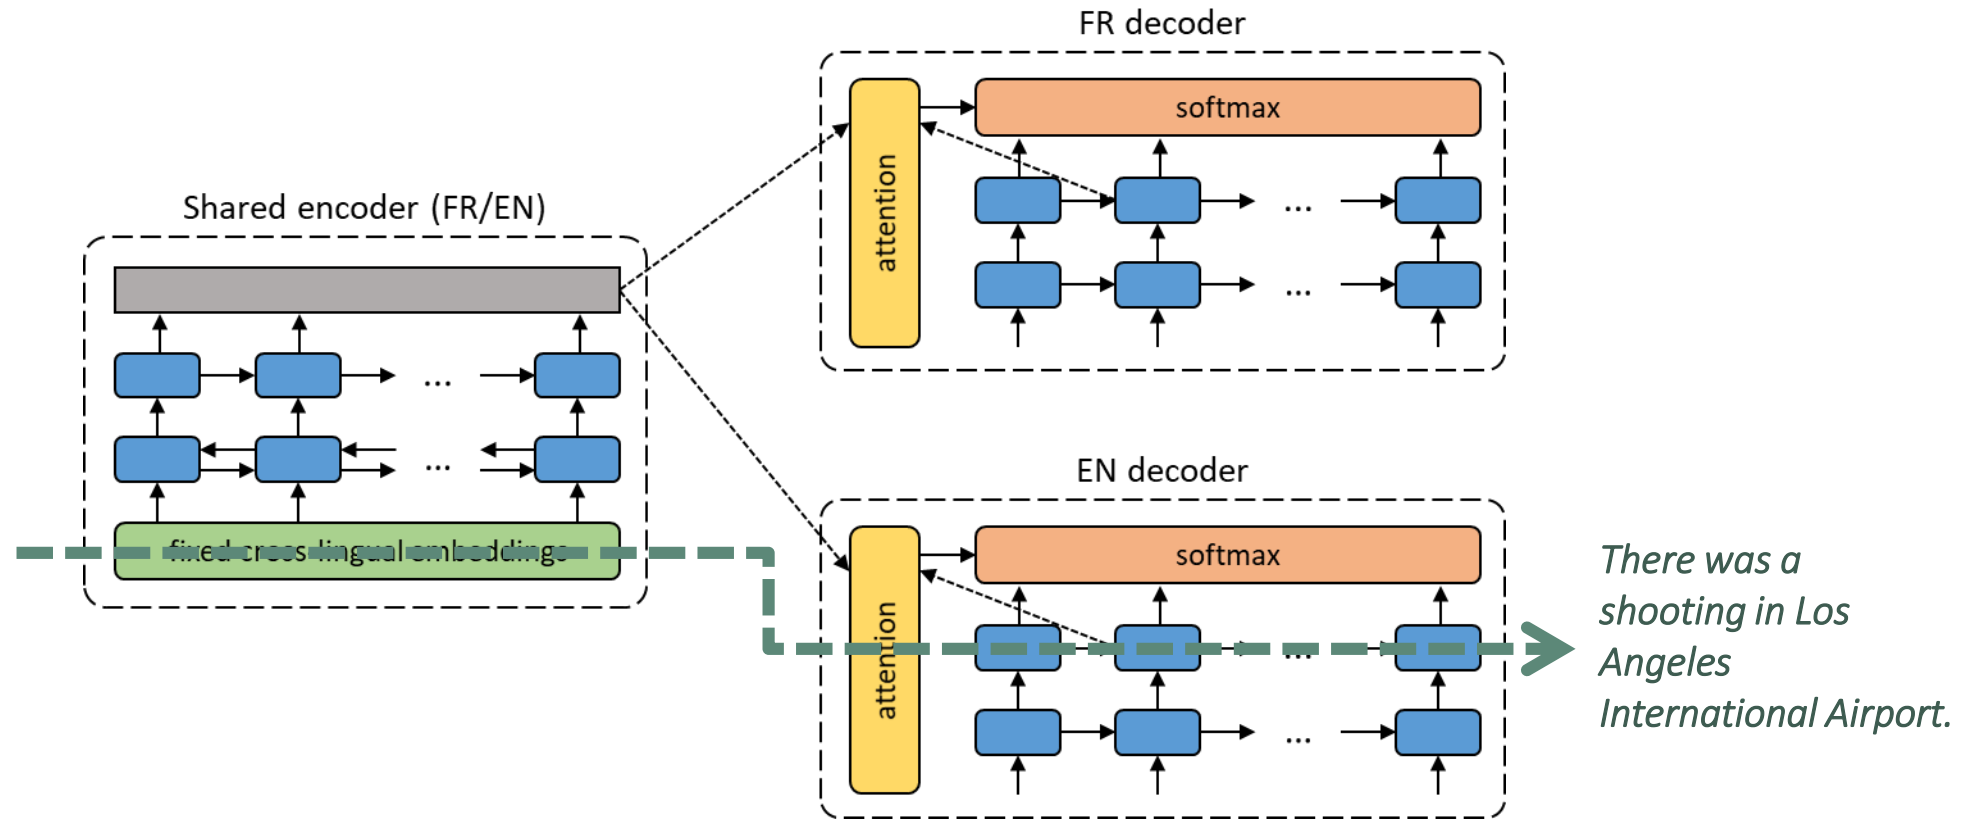 FR decoder
softmax
attention
...
...
Shared encoder (FR/EN)
...
...
fixed cross-lingual embeddings
EN decoder
softmax
attention
...
...
There was a
shooting in Los
Angeles
International Airport.